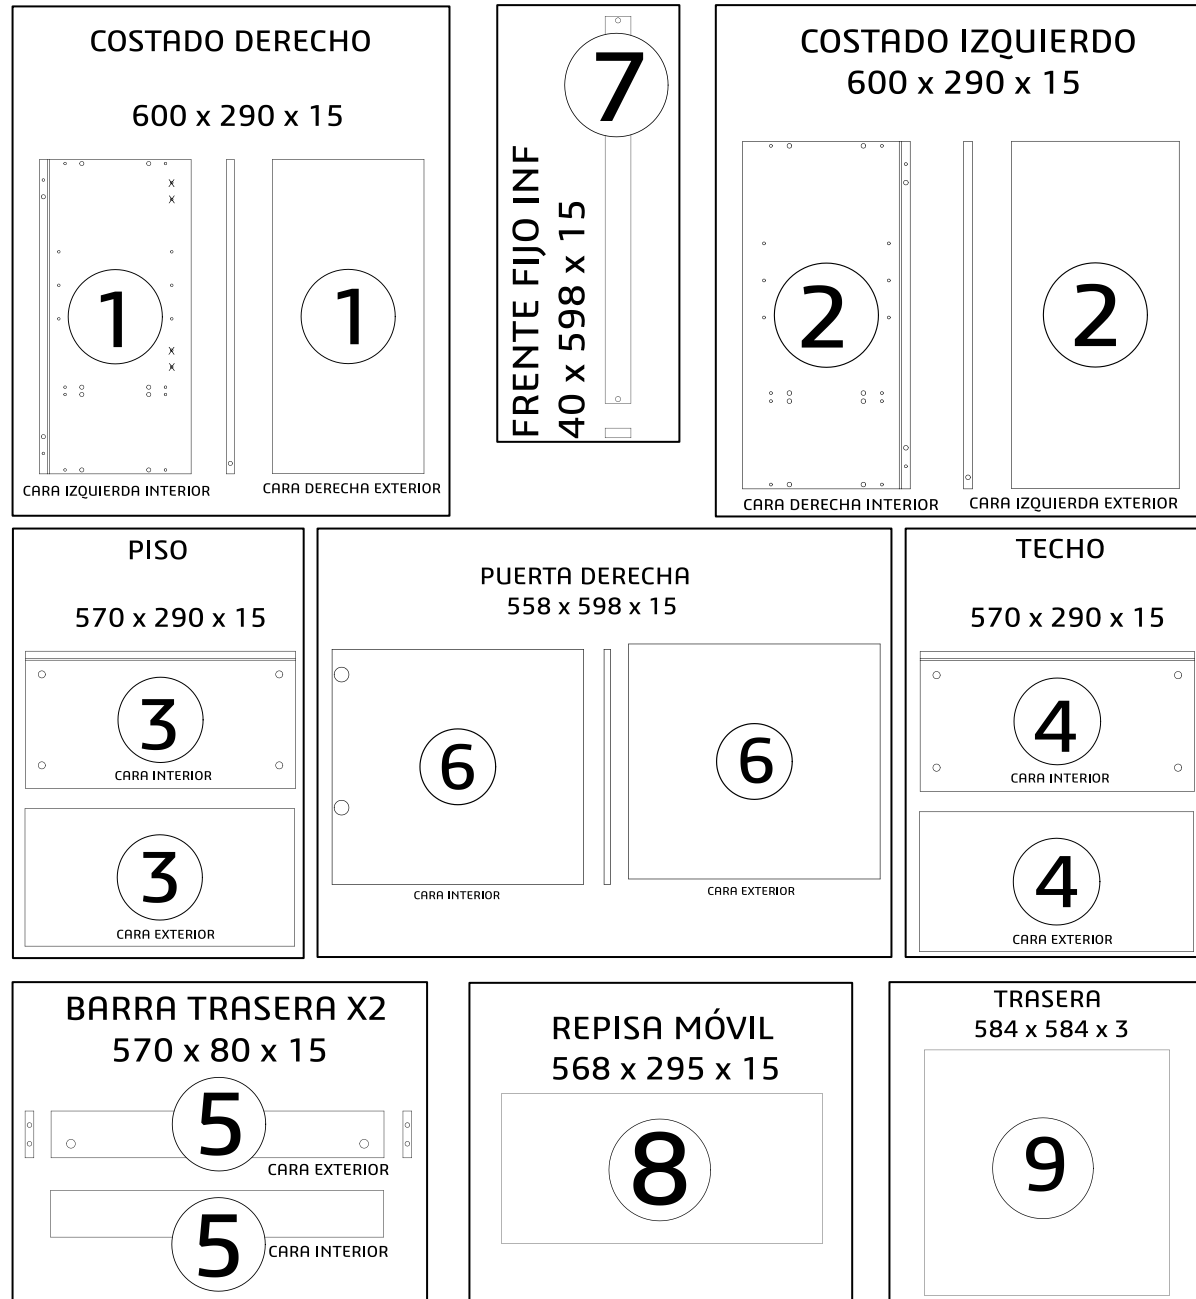 COSTADO DERECHO
600 x 290 x 15
1
1
CARA IZQUIERDA INTERIOR
CARA DERECHA EXTERIOR
7
FRENTE FIJO INF
40 x 598 x 15
COSTADO IZQUIERDO
600 x 290 x 15
2
2
CARA DERECHA INTERIOR
CARA IZQUIERDA EXTERIOR
PISO
570 x 290 x 15
3
CARA INTERIOR
3
CARA EXTERIOR
PUERTA DERECHA
558 x 598 x 15
6
6
CARA INTERIOR
CARA EXTERIOR
TECHO
570 x 290 x 15
4
CARA INTERIOR
4
CARA EXTERIOR
BARRA TRASERA X2
570 x 80 x 15
5
CARA EXTERIOR
5
CARA INTERIOR
REPISA MÓVIL
568 x 295 x 15
8
TRASERA
584 x 584 x 3
9